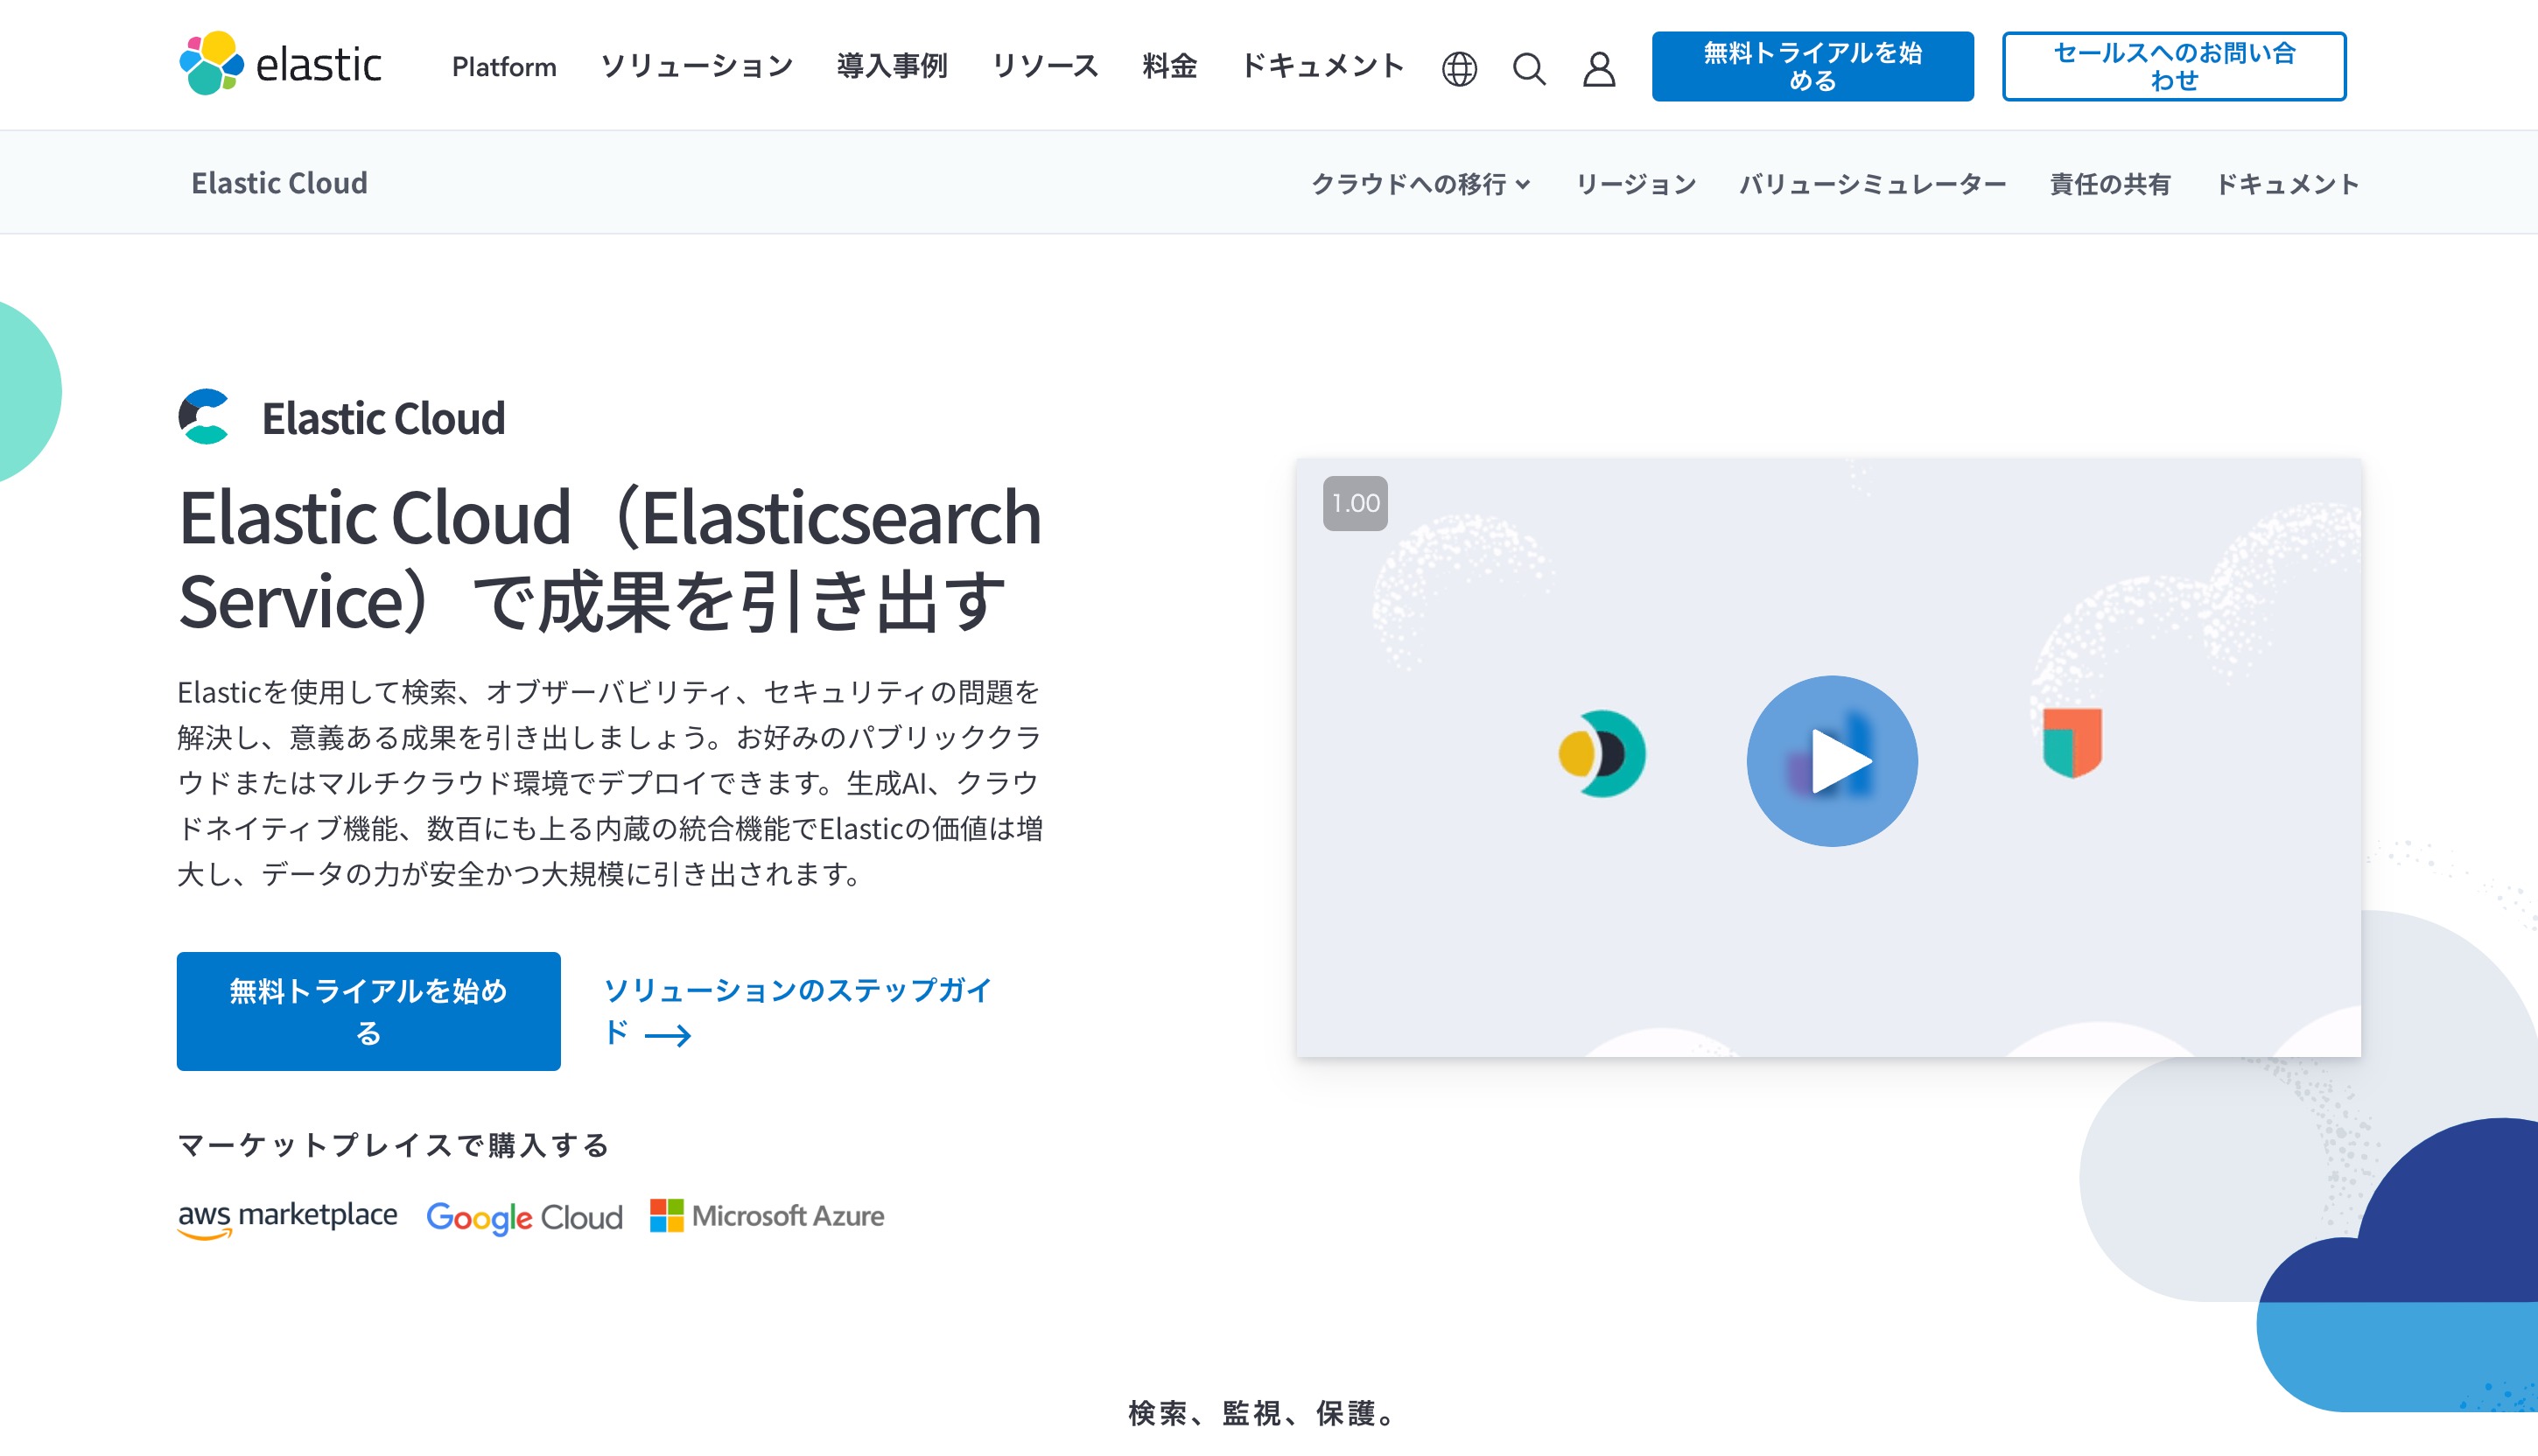 elastic
Platform
ソリューション
導入事例
リソース
料金
ドキュメント
無料トライアルを始
める
セールスへのお問い合
わせ
Elastic Cloud
クラウドへの移行
リージョン
バリューシミュレーター
責任の共有
ドキュメント
Elastic Cloud
Elastic Cloud（Elasticsearch
Service）で成果を引き出す
Elasticを使用して検索、オブザーバビリティ、セキュリティの問題を
解決し、意義ある成果を引き出しましょう。お好みのパブリッククラ
ウドまたはマルチクラウド環境でデプロイできます。生成AI、クラウ
ドネイティブ機能、数百にも上る内蔵の統合機能でElasticの価値は増
大し、データの力が安全かつ大規模に引き出されます。
無料トライアルを始め
る
ソリューションのステップガイ
ド
マーケットプレイスで購入する
aws marketplace
Google Cloud
Microsoft Azure
1.00
検索、監視、保護。